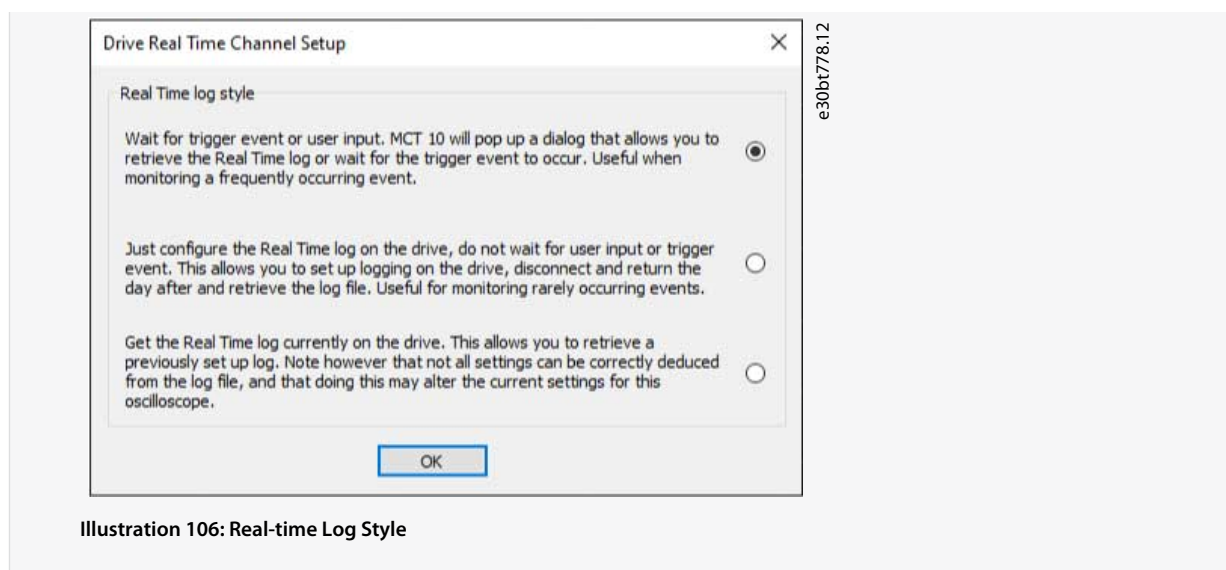 Drive Real Time Channel Setup
e30bt778.12
Real Time log style
Wait for trigger event or user input. MCT 10 will pop up a dialog that allows you to
retrieve the Real Time log or wait for the trigger event to occur. Useful when
monitoring a frequently occurring event.
Just configure the Real Time log on the drive, do not wait for user input or trigger
event. This allows you to set up logging on the drive, disconnect and return the
day after and retrieve the log file. Useful for monitoring rarely occurring events.
Get the Real Time log currently on the drive. This allows you to retrieve a
previously set up log. Note however that not all settings can be correctly deduced
from the log file, and that doing this may alter the current settings for this
oscilloscope.
OK
Illustration 106: Real-time Log Style